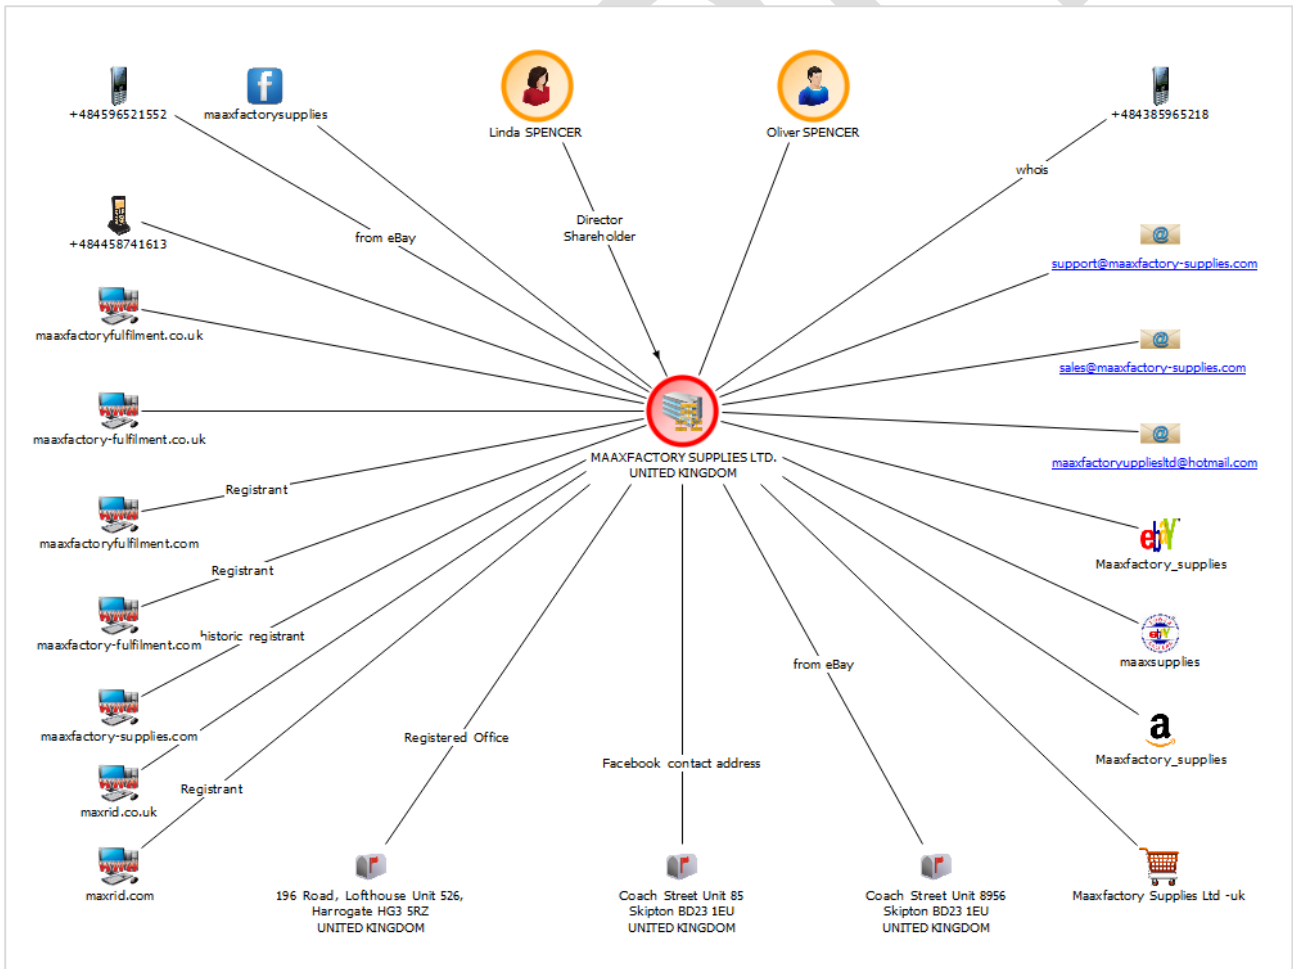 +484596521552
maaxfactorysupplies
Linda SPENCER
Oliver SPENCER
+484385965218
whois
Director
Shareholder
from eBay
+484458741613
support@maaxfactory-supplies.com
maaxfactoryfulfilment.co.uk
sales@maaxfactory-supplies.com
maaxfactory-fulfilment.co.uk
MAAXFACTORY SUPPLIES LTD.
UNITED KINGDOM
maaxfactoryuppliesltd@hotmail.com
Registrant
maaxfactoryfulfilment.com
ebaY
Maaxfactory_supplies
Registrant
maaxfactory-fulfilment.com
historic registrant
maaxsupplies
from eBay
maaxfactory-supplies.com
Registered Office
Facebook contact address
a
Maaxfactory_supplies
Registrant
maxrid.co.uk
maxrid.com
196 Road, Lofthouse Unit 526,
Harrogate HG3 5RZ
UNITED KINGDOM
Coach Street Unit 85
Skipton BD23 1EU
UNITED KINGDOM
Coach Street Unit 8956
Skipton BD23 1EU
UNITED KINGDOM
Maaxfactory Supplies Ltd -uk